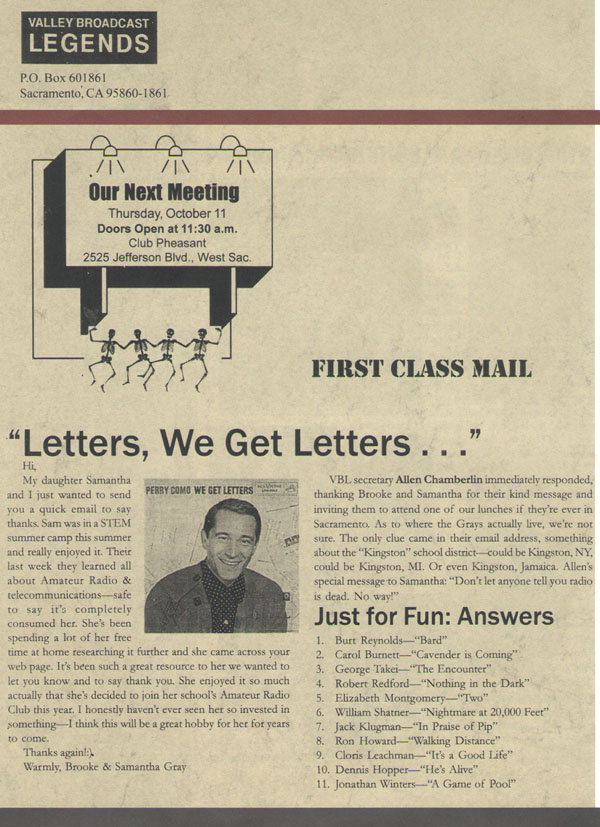 VALLEY BROADCAST
LEGENDS
P.O. Box 601861
Sacramento, CA 95860-1861
Our Next Meeting
Thursday, October 11
Doors Open at 11:30 a.m.
Club Pheasant
2525 Jefferson Blvd., West Sac.
FIRST CLASS MAIL
“Letters, We Get Letters . . .”
Hi,
My daughter Samantha
and I just wanted to send
you a quick email to say
thanks. Sam was in a STEM
summer camp this summer
and really enjoyed it. Their
last week they learned all
about Amateur Radio &
telecommunications—safe
to say it's completely
consumed her. She's been
spending a lot of her free
time at home researching it further and she came across your
web page. It's been such a great resource to her we wanted to
let you know and to say thank you. She enjoyed it so much
actually that she's decided to join her school's Amateur Radio
Club this year. I honestly haven't ever seen her so invested in
something—I think this will be a great hobby for her for years
to come.
Thanks again!:),
Warmly, Brooke & Samantha Gray
PERRY COMO WE GET LETTERS
RCA VICTOR
VBL secretary Allen Chamberlin immediately responded,
thanking Brooke and Samantha for their kind message and
inviting them to attend one of our lunches if they're ever in
Sacramento. As to where the Grays actually live, we're not
sure. The only clue came in their email address, something
about the “Kingston” school district—could be Kingston, NY,
could be Kingston, MI. Or even Kingston, Jamaica. Allen's
special message to Samantha: “Don't let anyone tell you radio
is dead. No way!”
Just for Fun: Answers
1. Burt Reynolds—“Bard”
2. Carol Burnett—“Cavender is Coming”
3. George Takei—“The Encounter”
4. Robert Redford—“Nothing in the Dark”
5. Elizabeth Montgomery—“Two”
6. William Shatner—“Nightmare at 20,000 Feet”
7. Jack Klugman—“In Praise of Pip”
8. Ron Howard—“Walking Distance”
9. Cloris Leachman—“It's a Good Life”
10. Dennis Hopper—“He's Alive”
11. Jonathan Winters—“A Game of Pool”